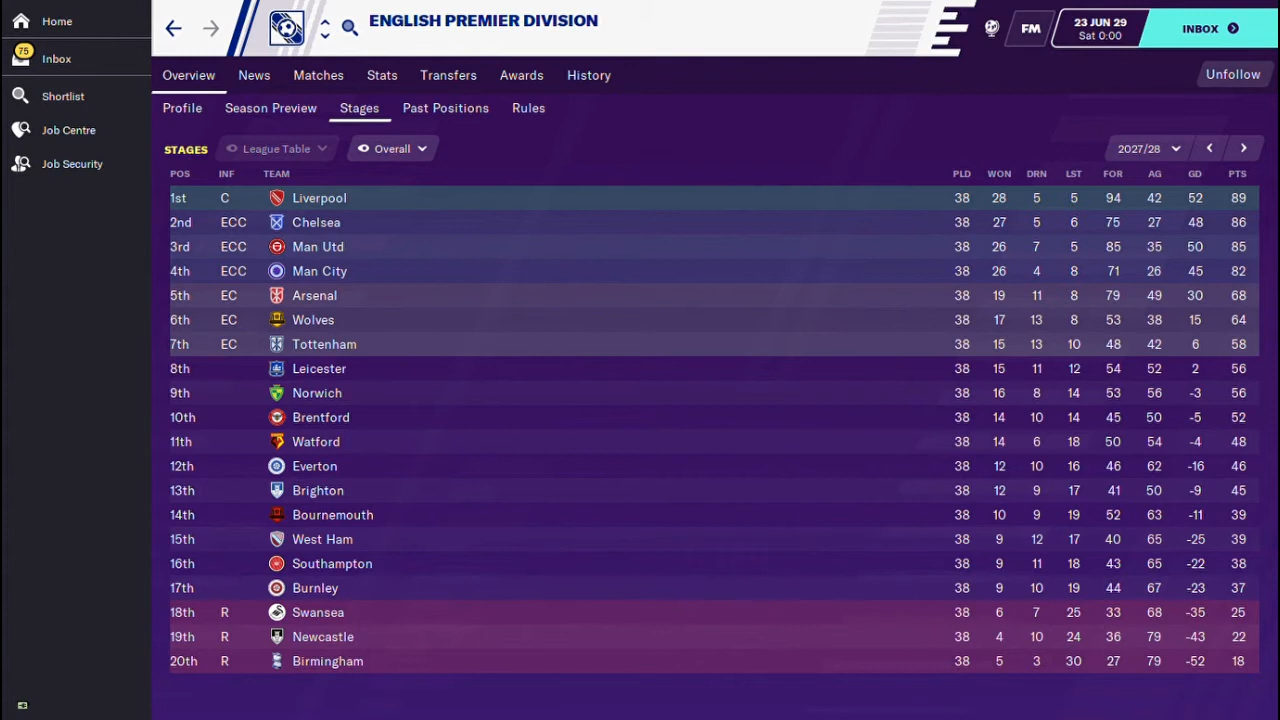 Home
75
Inbox
Shortlist
Job Centre
Job Security
ENGLISH PREMIER DIVISION
FM
23 JUN 29
Sat 0:00
INBOX
Overview News Matches Stats Transfers Awards History
Unfollow
Profile Season Preview Stages Past Positions Rules
STAGES League Table Overall 2027/28
POS INF TEAM PLD WON DRN LST FOR AG GD PTS
1st C Liverpool 38 28 5 5 94 42 52 89
2nd ECC Chelsea 38 27 5 6 75 27 48 86
3rd ECC Man Utd 38 26 7 5 85 35 50 85
4th ECC Man City 38 26 4 8 71 26 45 82
5th EC Arsenal 38 19 11 8 79 49 30 68
6th EC Wolves 38 17 13 8 53 38 15 64
7th EC Tottenham 38 15 13 10 48 42 6 58
8th Leicester 38 15 11 12 54 52 2 56
9th Norwich 38 16 8 14 53 56 -3 56
10th Brentford 38 14 10 14 45 50 -5 52
11th Watford 38 14 6 18 50 54 -4 48
12th Everton 38 12 10 16 46 62 -16 46
13th Brighton 38 12 9 17 41 50 -9 45
14th Bournemouth 38 10 9 19 52 63 -11 39
15th West Ham 38 9 12 17 40 65 -25 39
16th Southampton 38 9 11 18 43 65 -22 38
17th Burnley 38 9 10 19 44 67 -23 37
18th R Swansea 38 6 7 25 33 68 -35 25
19th R Newcastle 38 4 10 24 36 79 -43 22
20th R Birmingham 38 5 3 30 27 79 -52 18